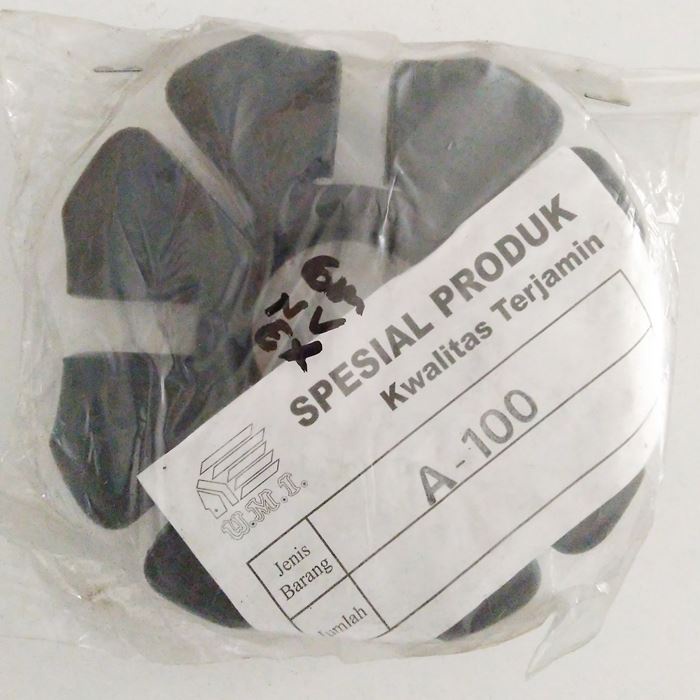 SPESIAL PRODUK
Kwalitas Terjamin
U.M.I.
A-100
Jenis
Barang
Jumlah